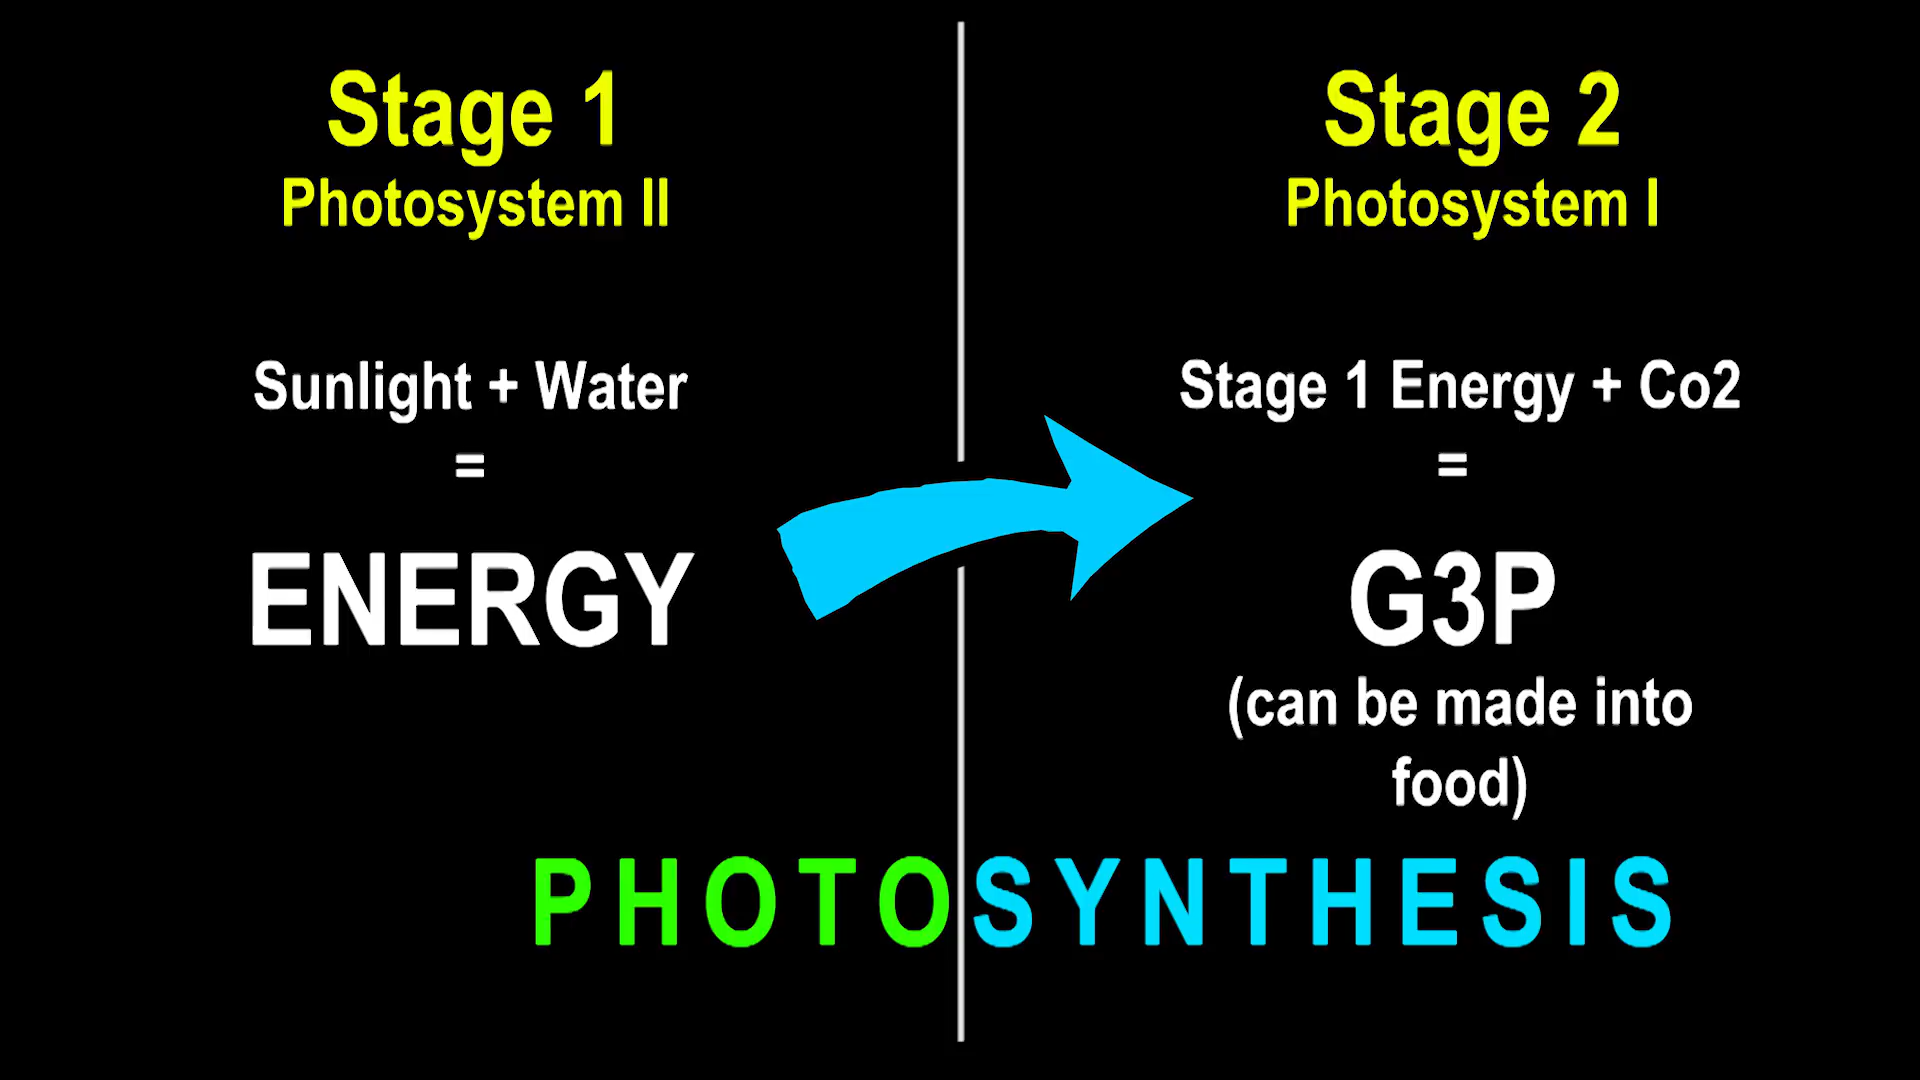 Stage 1
Photosystem II
Sunlight + Water
=
ENERGY
Stage 2
Photosystem I
Stage 1 Energy + Co2
=
G3P
(can be made into
food)
PHOTOSYNTHESIS